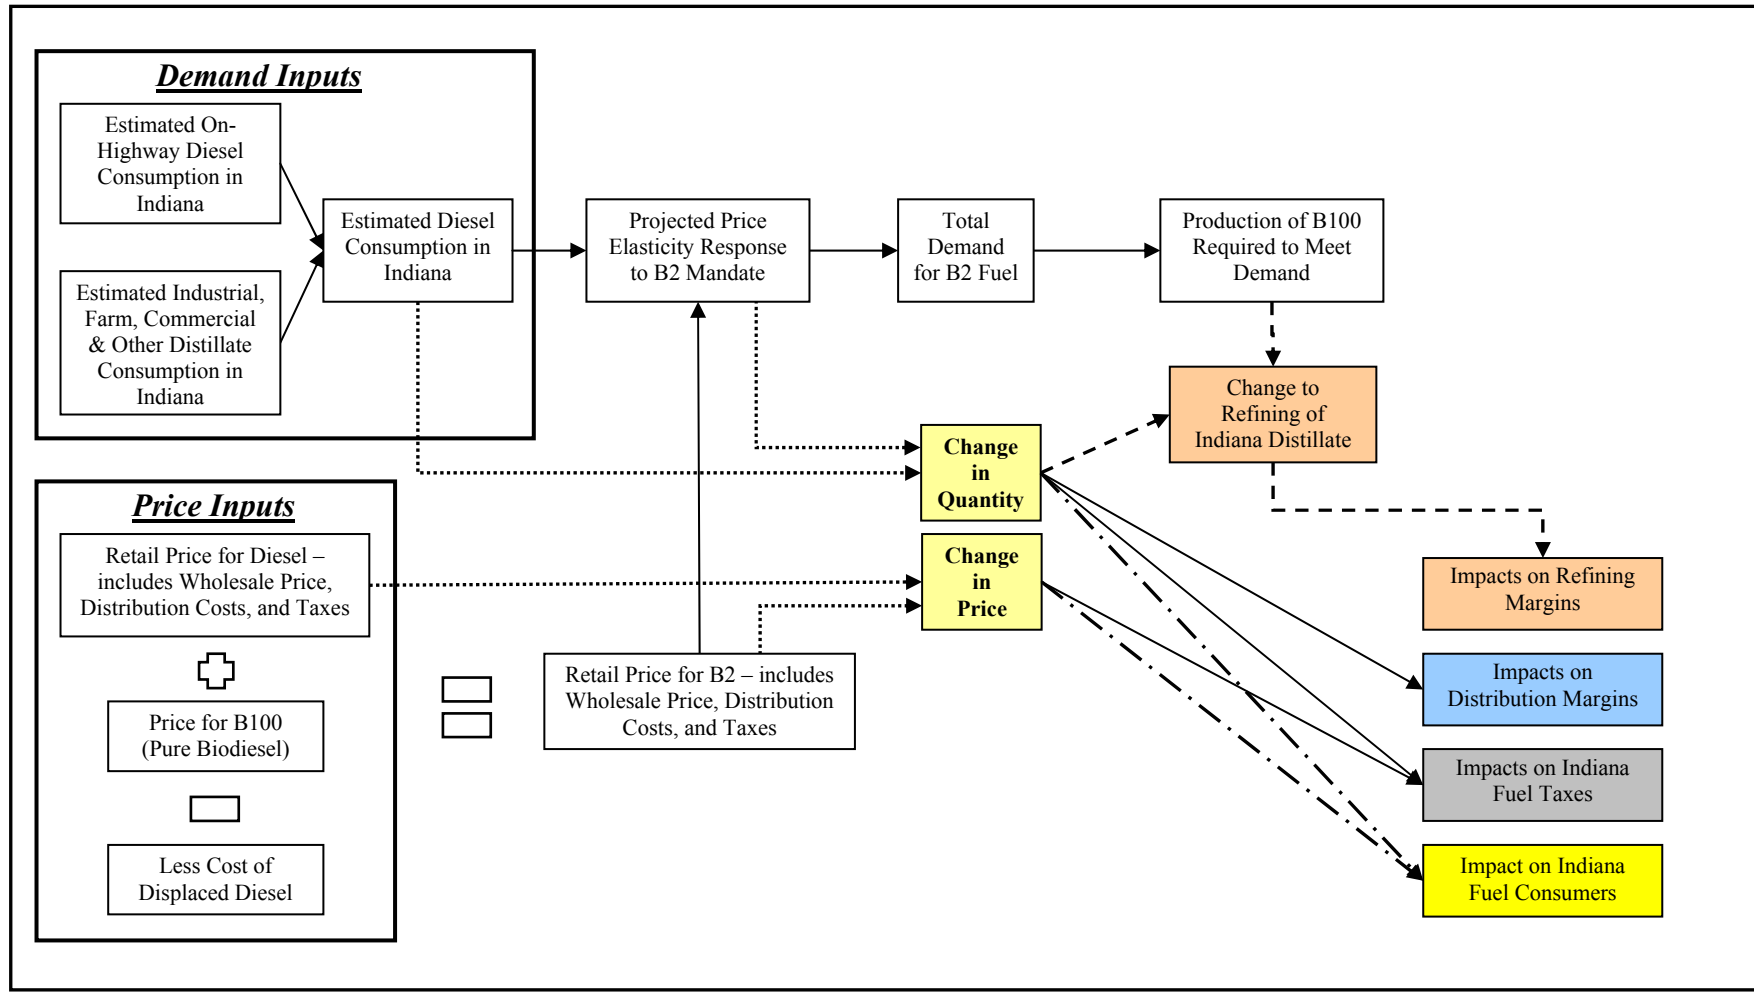 Demand Inputs
Estimated On-
Highway Diesel
Consumption in
Indiana
Estimated Industrial,
Farm, Commercial
& Other Distillate
Consumption in
Indiana
Estimated Diesel
Consumption in
Indiana
Projected Price
Elasticity Response
to B2 Mandate
Total
Demand
for B2 Fuel
Production of B100
Required to Meet
Demand
Change to
Refining of
Indiana Distillate
Change
in
Quantity
Change
in
Price
Price Inputs
Retail Price for Diesel –
includes Wholesale Price,
Distribution Costs, and Taxes
Price for B100
(Pure Biodiesel)
Less Cost of
Displaced Diesel
Retail Price for B2 – includes
Wholesale Price, Distribution
Costs, and Taxes
Impacts on Refining
Margins
Impacts on
Distribution Margins
Impacts on Indiana
Fuel Taxes
Impact on Indiana
Fuel Consumers